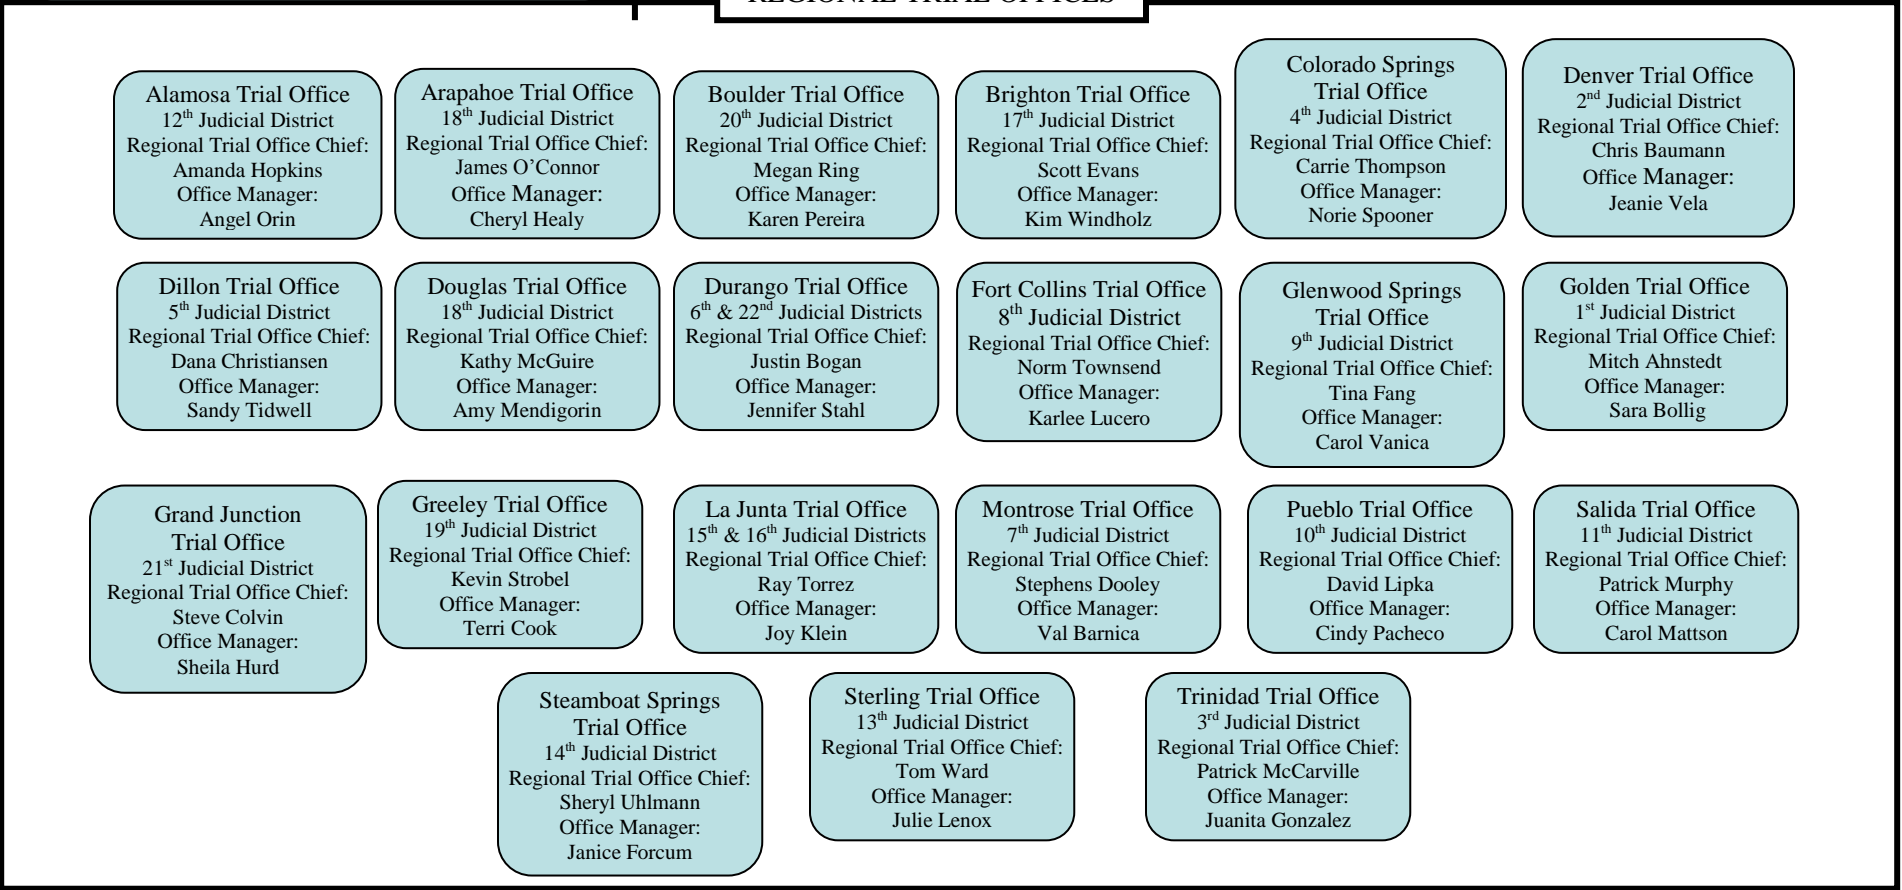 REGIONAL TRIAL OFFICES
Alamosa Trial Office
12th Judicial District
Regional Trial Office Chief:
Amanda Hopkins
Office Manager:
Angel Orin
Arapahoe Trial Office
18th Judicial District
Regional Trial Office Chief:
James O’Connor
Office Manager:
Cheryl Healy
Boulder Trial Office
20th Judicial District
Regional Trial Office Chief:
Megan Ring
Office Manager:
Karen Pereira
Brighton Trial Office
17th Judicial District
Regional Trial Office Chief:
Scott Evans
Office Manager:
Kim Windholz
Colorado Springs
Trial Office
4th Judicial District
Regional Trial Office Chief:
Carrie Thompson
Office Manager:
Norie Spooner
Denver Trial Office
2nd Judicial District
Regional Trial Office Chief:
Chris Baumann
Office Manager:
Jeanie Vela
Dillon Trial Office
5th Judicial District
Regional Trial Office Chief:
Dana Christiansen
Office Manager:
Sandy Tidwell
Douglas Trial Office
18th Judicial District
Regional Trial Office Chief:
Kathy McGuire
Office Manager:
Amy Mendigorin
Durango Trial Office
6th & 22nd Judicial Districts
Regional Trial Office Chief:
Justin Bogan
Office Manager:
Jennifer Stahl
Fort Collins Trial Office
8th Judicial District
Regional Trial Office Chief:
Norm Townsend
Office Manager:
Karlee Lucero
Glenwood Springs
Trial Office
9th Judicial District
Regional Trial Office Chief:
Tina Fang
Office Manager:
Carol Vanica
Golden Trial Office
1st Judicial District
Regional Trial Office Chief:
Mitch Ahnstedt
Office Manager:
Sara Bollig
Grand Junction
Trial Office
21st Judicial District
Regional Trial Office Chief:
Steve Colvin
Office Manager:
Sheila Hurd
Greeley Trial Office
19th Judicial District
Regional Trial Office Chief:
Kevin Strobel
Office Manager:
Terri Cook
La Junta Trial Office
15th & 16th Judicial Districts
Regional Trial Office Chief:
Ray Torrez
Office Manager:
Joy Klein
Montrose Trial Office
7th Judicial District
Regional Trial Office Chief:
Stephens Dooley
Office Manager:
Val Barnica
Pueblo Trial Office
10th Judicial District
Regional Trial Office Chief:
David Lipka
Office Manager:
Cindy Pacheco
Salida Trial Office
11th Judicial District
Regional Trial Office Chief:
Patrick Murphy
Office Manager:
Carol Mattson
Steamboat Springs
Trial Office
14th Judicial District
Regional Trial Office Chief:
Sheryl Uhlmann
Office Manager:
Janice Forcum
Sterling Trial Office
13th Judicial District
Regional Trial Office Chief:
Tom Ward
Office Manager:
Julie Lenox
Trinidad Trial Office
3rd Judicial District
Regional Trial Office Chief:
Patrick McCarville
Office Manager:
Juanita Gonzalez